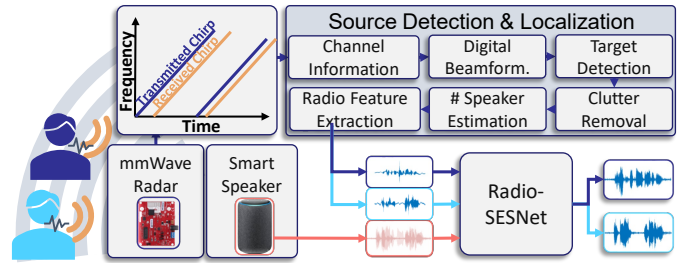 Source Detection & Localization
Frequency
Transmitted Chirp
Received Chirp
Time
Channel
Information
Digital
Beamform.
Target
Detection
Radio Feature
Extraction
# Speaker
Estimation
Clutter
Removal
mmWave
Radar
Smart
Speaker
Radio-
SESNet